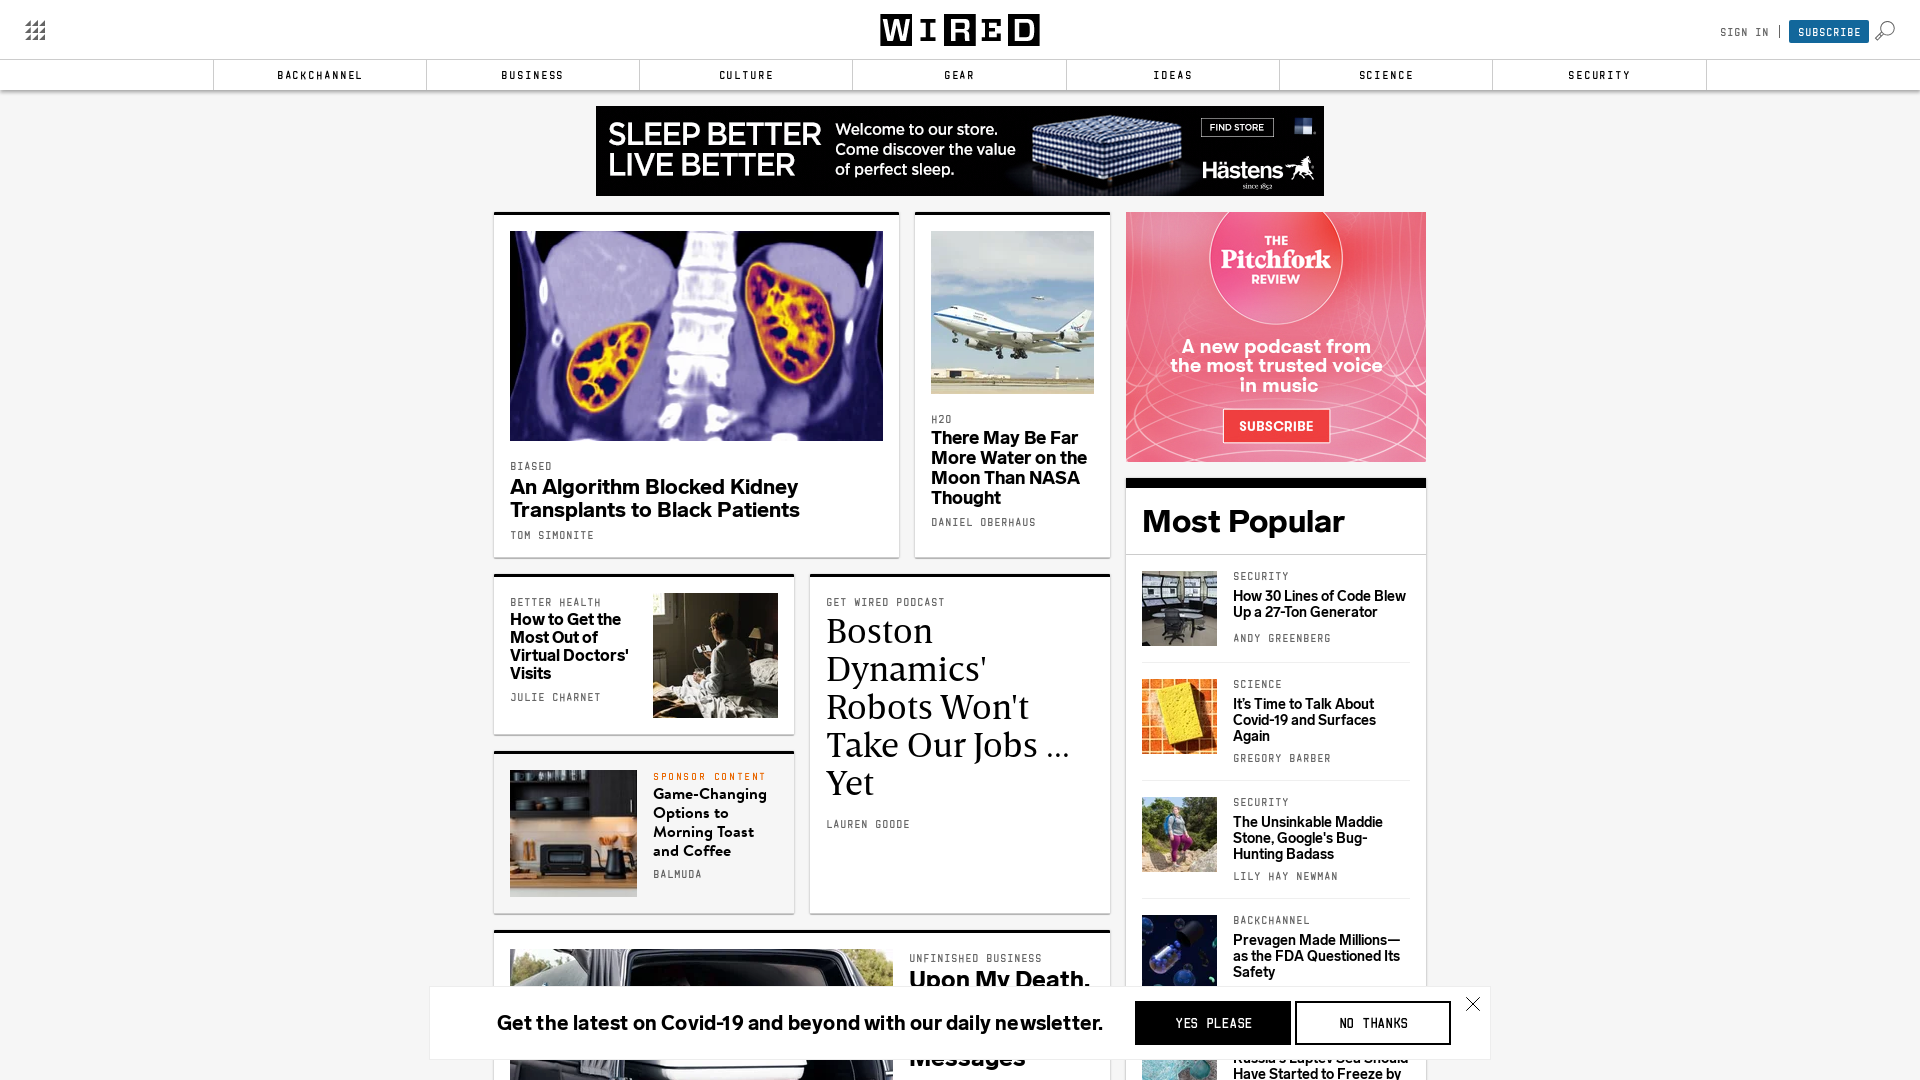 WIRED
SIGN IN
SUBSCRIBE
BACKCHANNEL
BUSINESS
CULTURE
GEAR
IDEAS
SCIENCE
SECURITY
SLEEP BETTER
LIVE BETTER
Welcome to our store.
Come discover the value
of perfect sleep.
FIND STORE
Hästens
since 1852
BIASED
An Algorithm Blocked Kidney
Transplants to Black Patients
TOM SIMONITE
H2O
There May Be Far
More Water on the
Moon Than NASA
Thought
DANIEL OBERHAUS
THE
Pitchfork
REVIEW
A new podcast from
the most trusted voice
in music
SUBSCRIBE
BETTER HEALTH
How to Get the
Most Out of
Virtual Doctors'
Visits
JULIE CHARNET
SPONSOR CONTENT
Game-Changing
Options to
Morning Toast
and Coffee
BALMUDA
GET WIRED PODCAST
Boston
Dynamics'
Robots Won't
Take Our Jobs ...
Yet
LAUREN GOODE
Most Popular
SECURITY
How 30 Lines of Code Blew
Up a 27-Ton Generator
ANDY GREENBERG
SCIENCE
It's Time to Talk About
Covid-19 and Surfaces
Again
GREGORY BARBER
SECURITY
The Unsinkable Maddie
Stone, Google's Bug-
Hunting Badass
LILY HAY NEWMAN
BACKCHANNEL
Prevagen Made Millions—
as the FDA Questioned Its
Safety
UNFINISHED BUSINESS
Upon My Death,
Messages
Russia's Laptev Sea Should
Have Started to Freeze by
Get the latest on Covid-19 and beyond with our daily newsletter.
YES PLEASE
NO THANKS